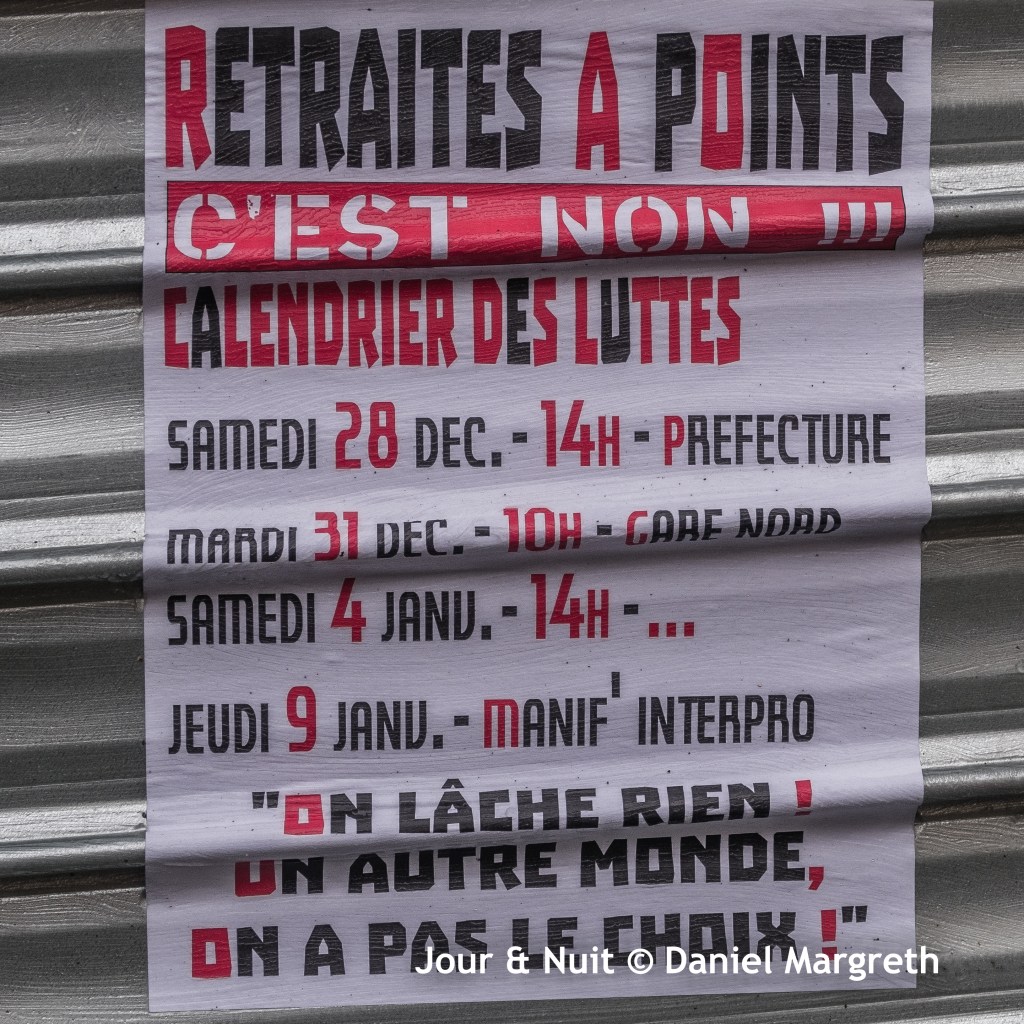 RETRAITES A POINTS
C'EST NON !!!
CALENDRIER DES LUTTES
SAMEDI 28 DEC. - 14H - PREFECTURE
MARDI 31 DEC. - 10H - GARE NORD
SAMEDI 4 JANV. - 14H - ...
JEUDI 9 JANV. - MANIF' INTERPRO
"ON LÂCHE RIEN !
UN AUTRE MONDE,
ON A PAS LE CHOIX !"
Jour & Nuit © Daniel Margreth